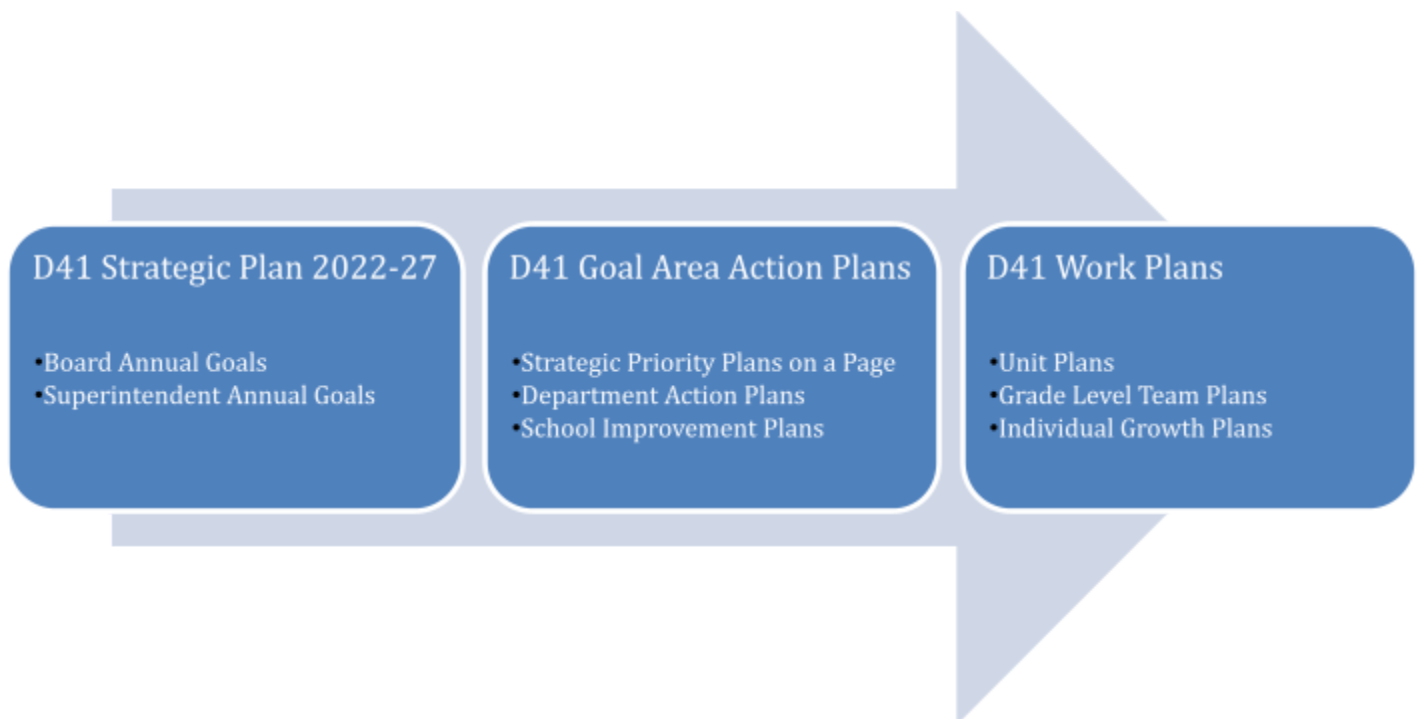 D41 Strategic Plan 2022-27
•Board Annual Goals
•Superintendent Annual Goals
D41 Goal Area Action Plans
•Strategic Priority Plans on a Page
•Department Action Plans
•School Improvement Plans
D41 Work Plans
•Unit Plans
•Grade Level Team Plans
•Individual Growth Plans